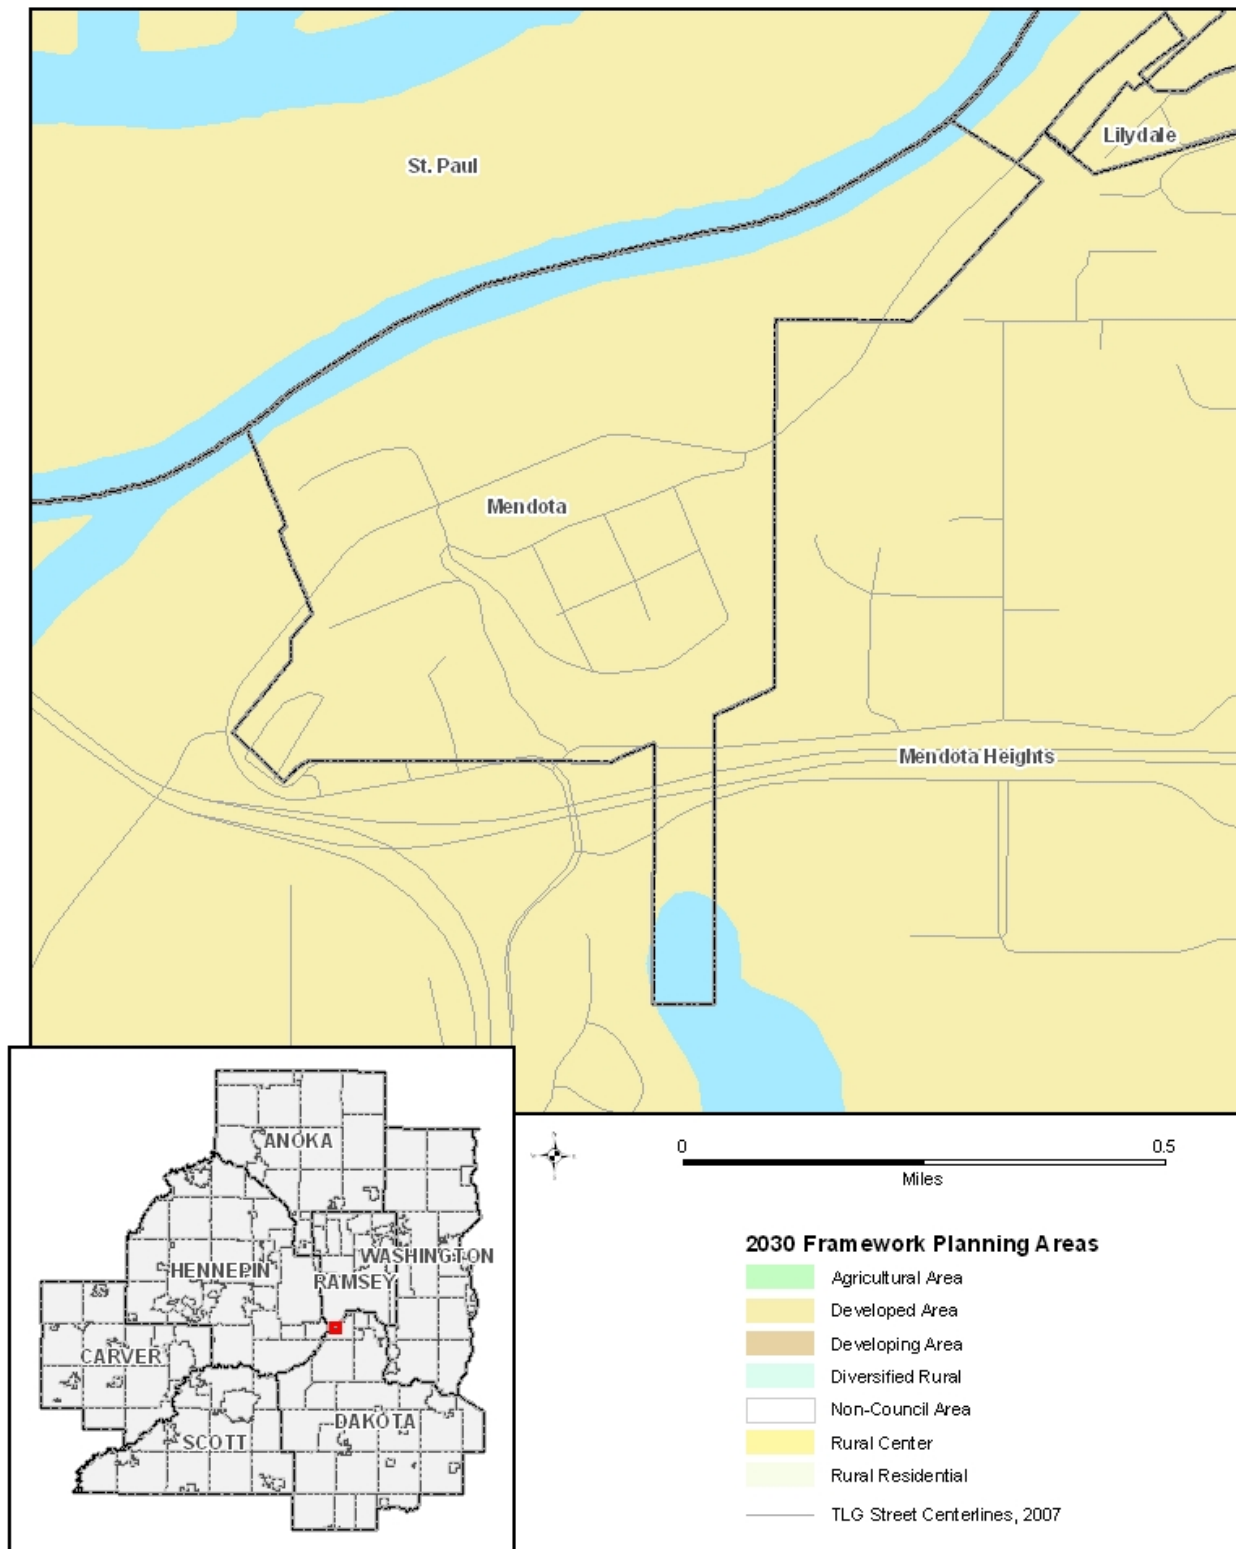 St. Paul
Lilydale
Mendota
Mendota Heights
ANOKA
WASHINGTON
HENNEPIN
RAMSEY
CARVER
DAKOTA
SCOTT
0 0.5
Miles
2030 Framework Planning Areas
Agricultural Area
Developed Area
Developing Area
Diversified Rural
Non-Council Area
Rural Center
Rural Residential
TLG Street Centerlines, 2007